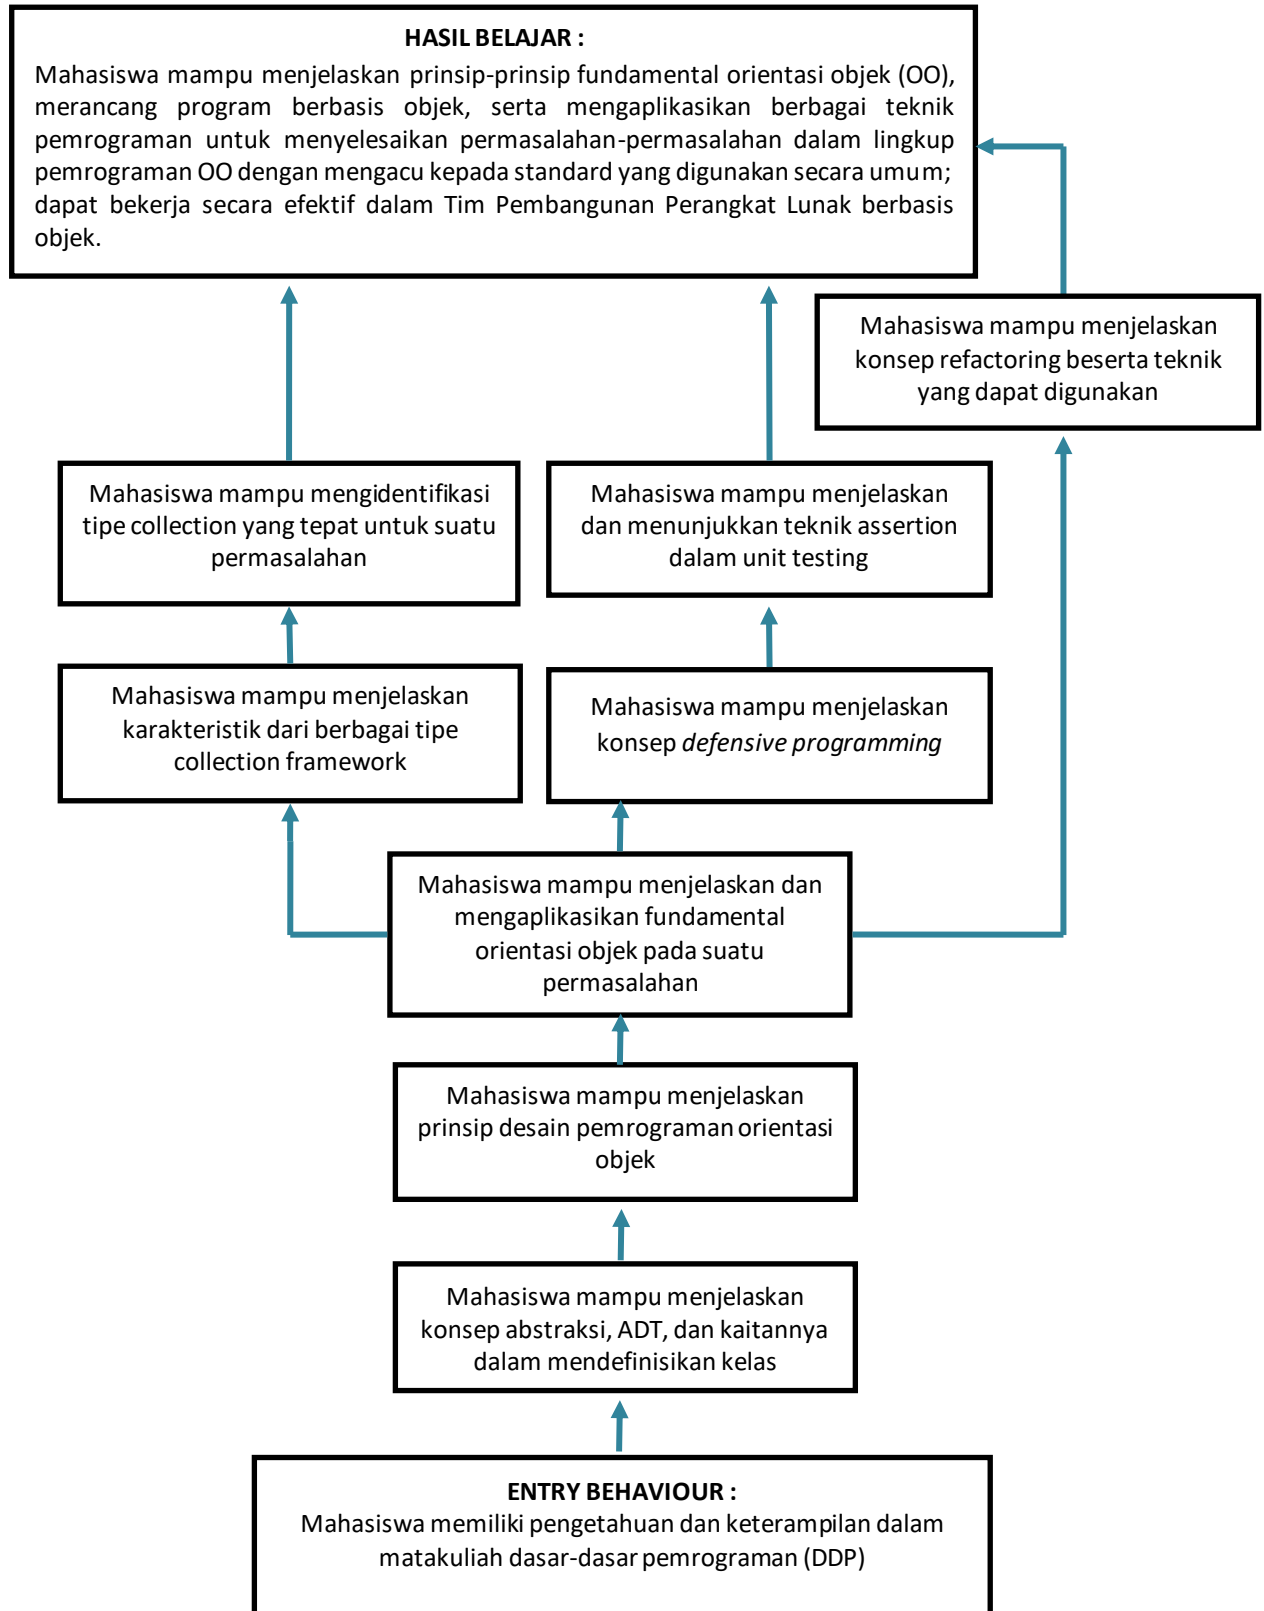 HASIL BELAJAR :
Mahasiswa mampu menjelaskan prinsip-prinsip fundamental orientasi objek (OO),
merancang program berbasis objek, serta mengaplikasikan berbagai teknik
pemrograman untuk menyelesaikan permasalahan-permasalahan dalam lingkup
pemrograman OO dengan mengacu kepada standard yang digunakan secara umum;
dapat bekerja secara efektif dalam Tim Pembangunan Perangkat Lunak berbasis
objek.
Mahasiswa mampu menjelaskan
konsep refactoring beserta teknik
yang dapat digunakan
Mahasiswa mampu mengidentifikasi
tipe collection yang tepat untuk suatu
permasalahan
Mahasiswa mampu menjelaskan
dan menunjukkan teknik assertion
dalam unit testing
Mahasiswa mampu menjelaskan
karakteristik dari berbagai tipe
collection framework
Mahasiswa mampu menjelaskan
konsep defensive programming
Mahasiswa mampu menjelaskan dan
mengaplikasikan fundamental
orientasi objek pada suatu
permasalahan
Mahasiswa mampu menjelaskan
prinsip desain pemrograman orientasi
objek
Mahasiswa mampu menjelaskan
konsep abstraksi, ADT, dan kaitannya
dalam mendefinisikan kelas
ENTRY BEHAVIOUR :
Mahasiswa memiliki pengetahuan dan keterampilan dalam
matakuliah dasar-dasar pemrograman (DDP)